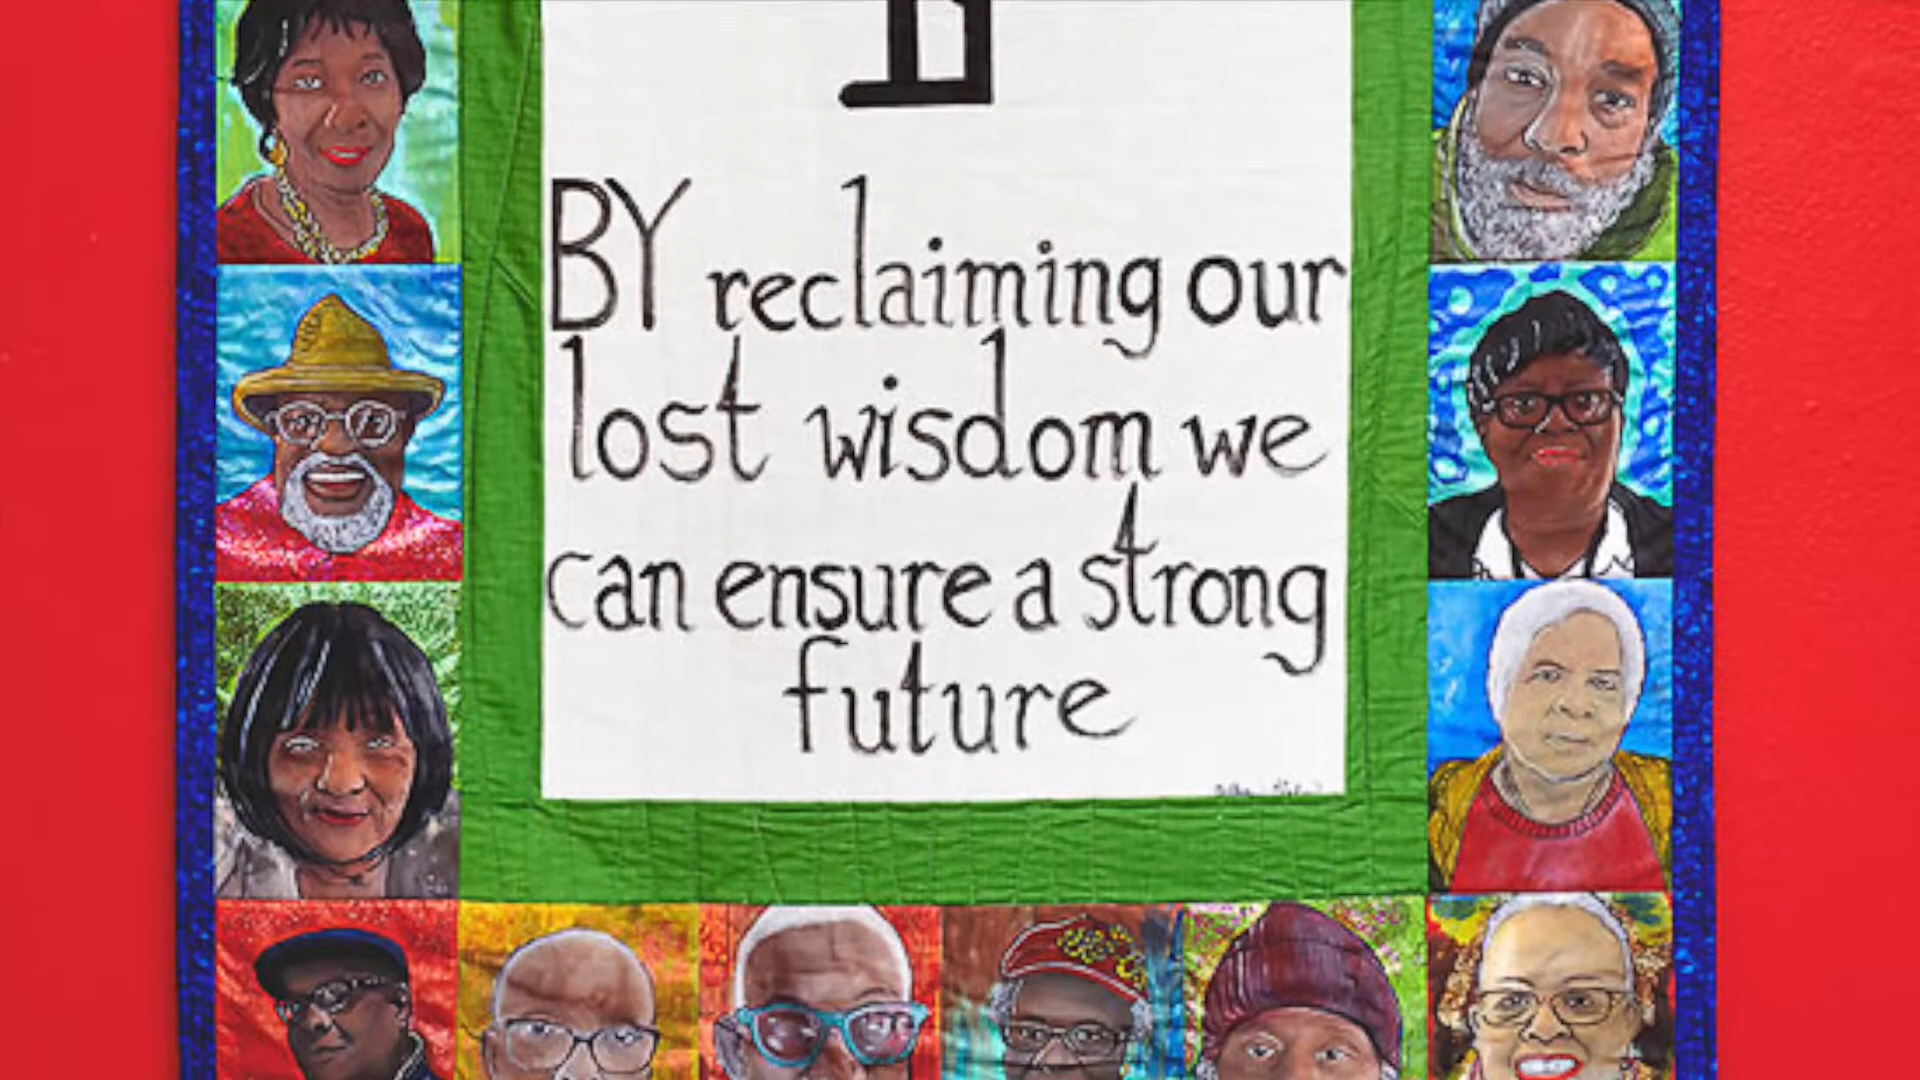 BY reclaiming our
lost wisdom we
can ensure a strong
future